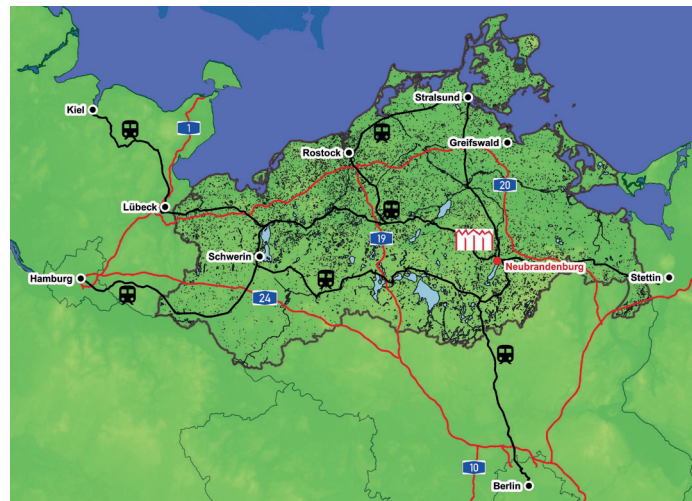 Stralsund
Kiel
1
Greifswald
Rostock
20
Lübeck
19
Schwerin
Neubrandenburg
Hamburg
Stettin
24
10
Berlin